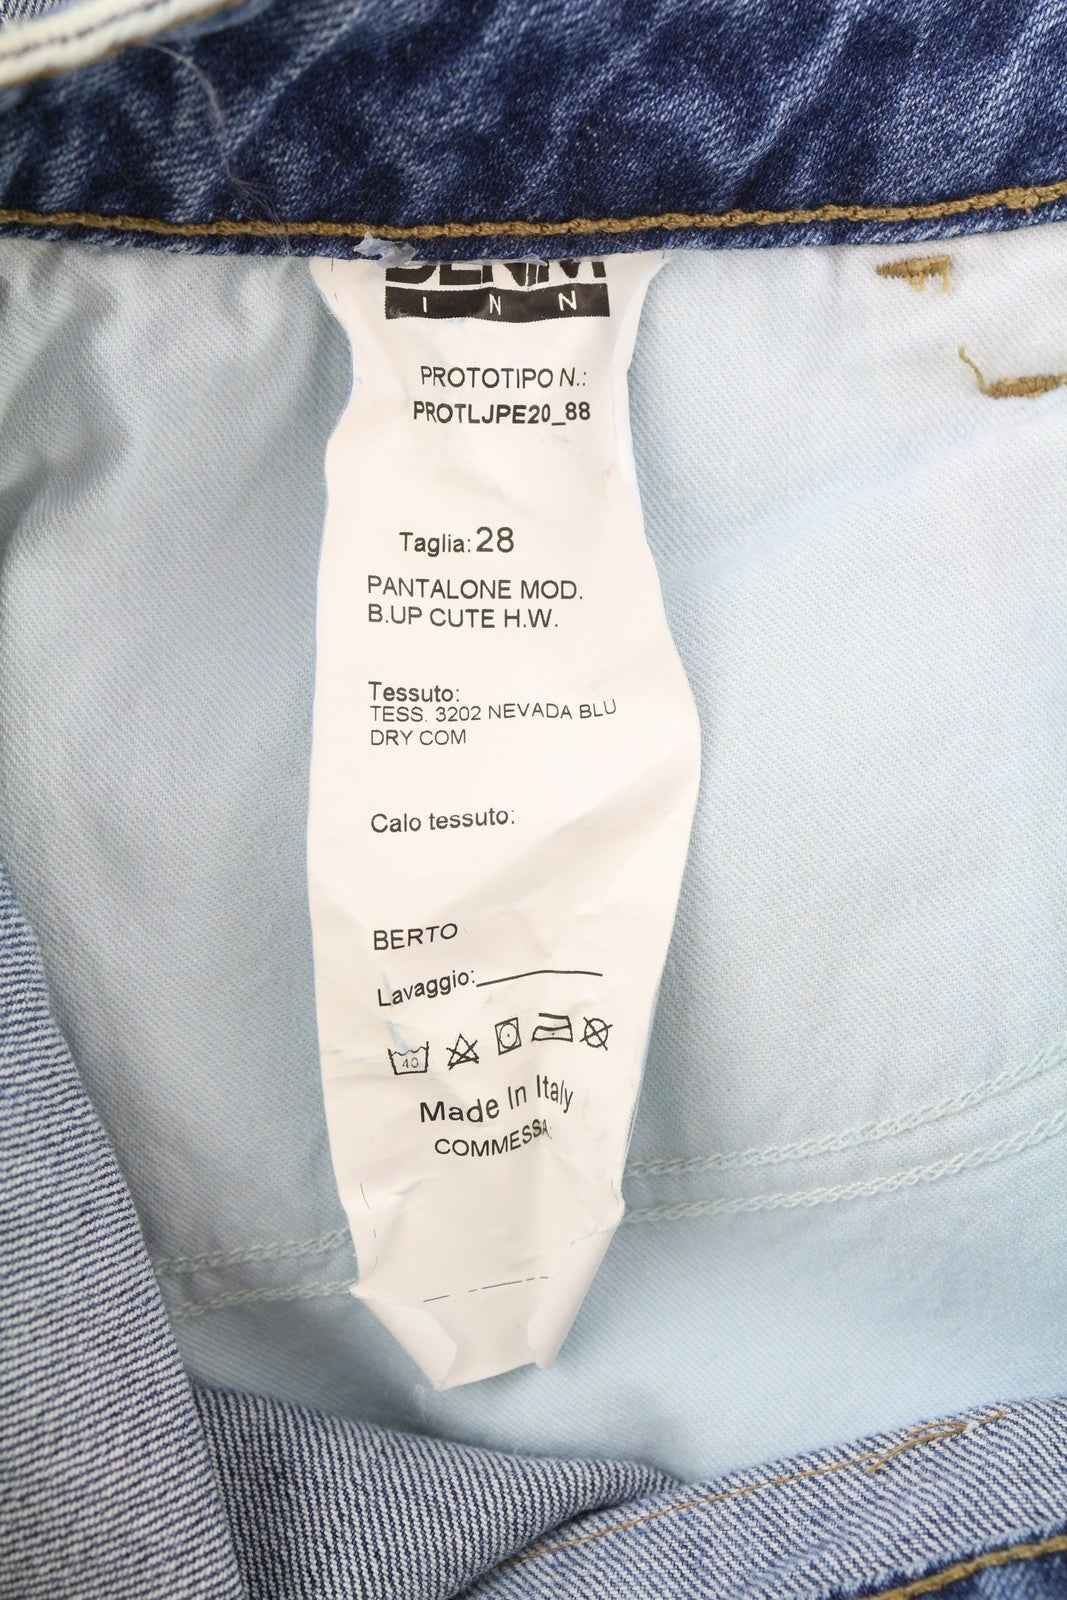 DENIM
INN
PROTOTIPO N.:
PROTLJPE20_88
Taglia: 28
PANTALONE MOD.
B.UP CUTE H.W.
Tessuto:
TESS. 3202 NEVADA BLU
DRY COM
Calo tessuto:
BERTO
Lavaggio:
40
Made In Italy
COMMESSA: